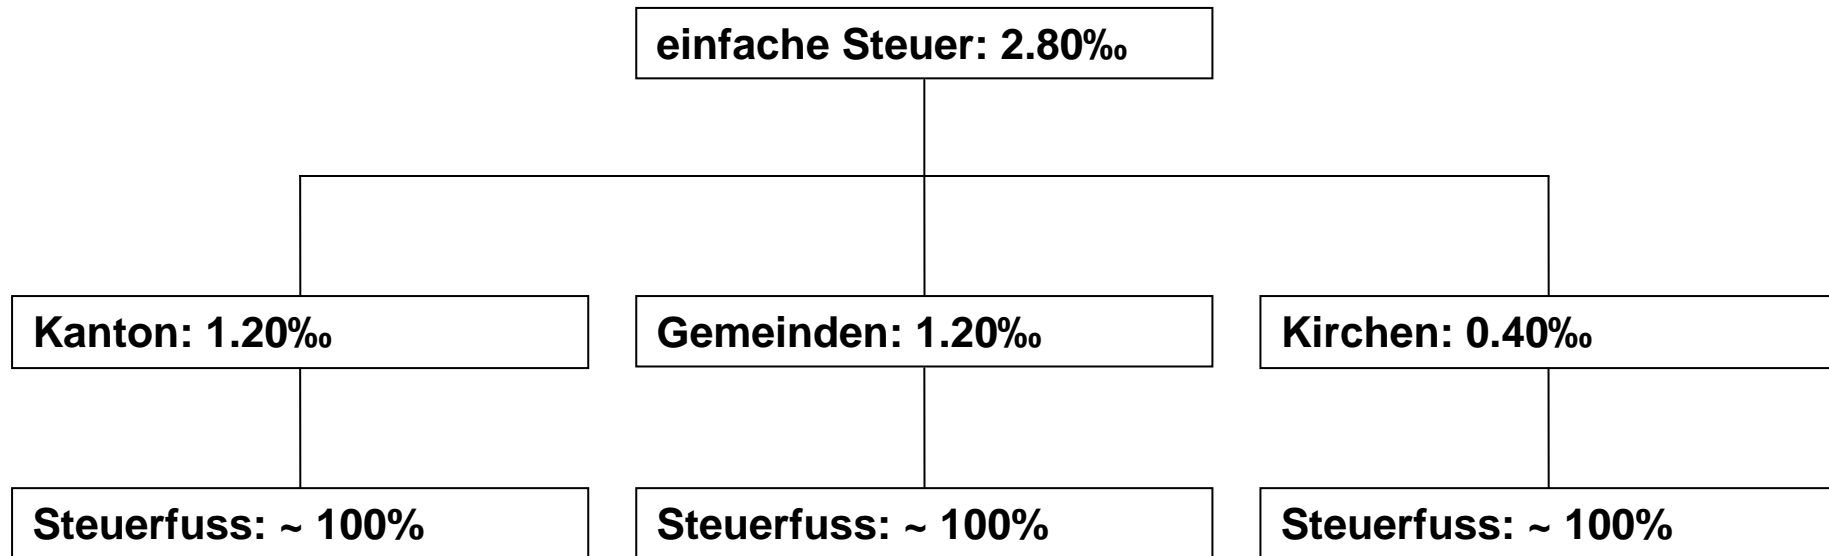 einfache Steuer: 2.80‰
Kanton: 1.20‰
Gemeinden: 1.20‰
Kirchen: 0.40‰
Steuerfuss: ~ 100%
Steuerfuss: ~ 100%
Steuerfuss: ~ 100%